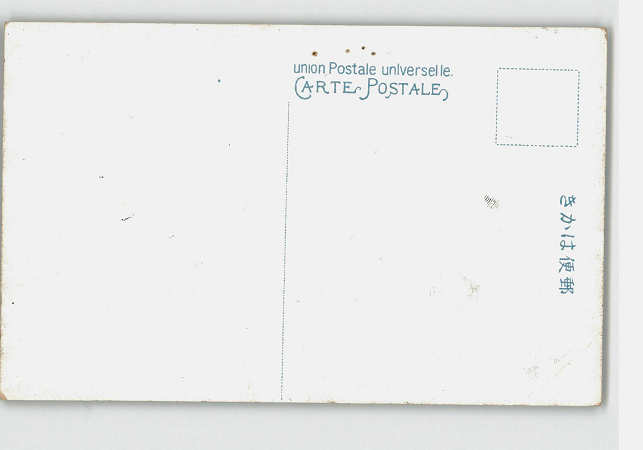 union Postale universelle.
CARTE POSTALE
きかは便郵